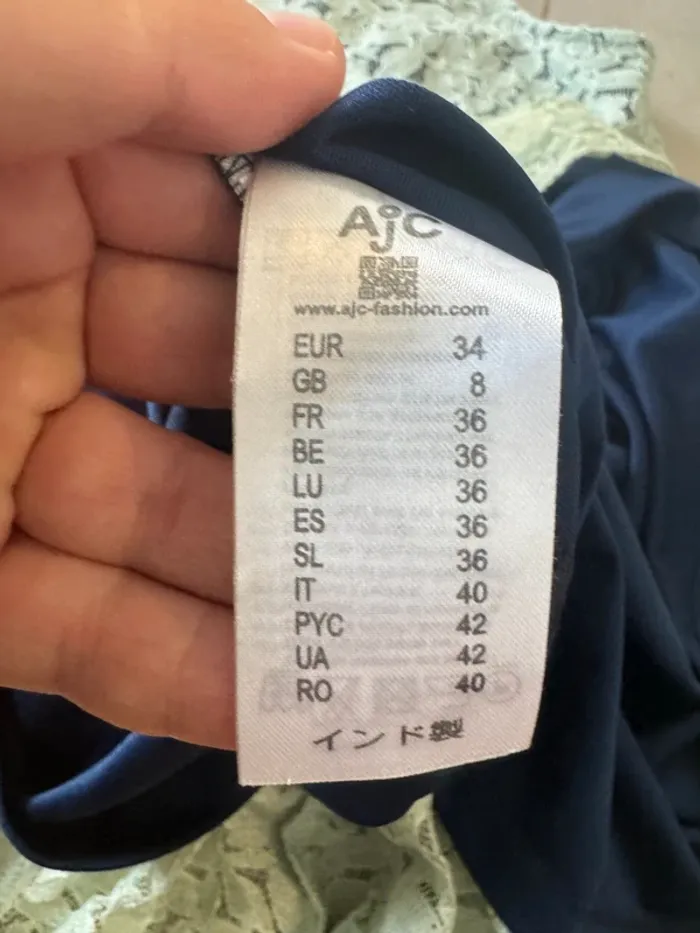 AjC
www.ajc-fashion.com
EUR 34
GB 8
FR 36
BE 36
LU 36
ES 36
SL 36
IT 40
PYC 42
UA 42
RO 40
インド製